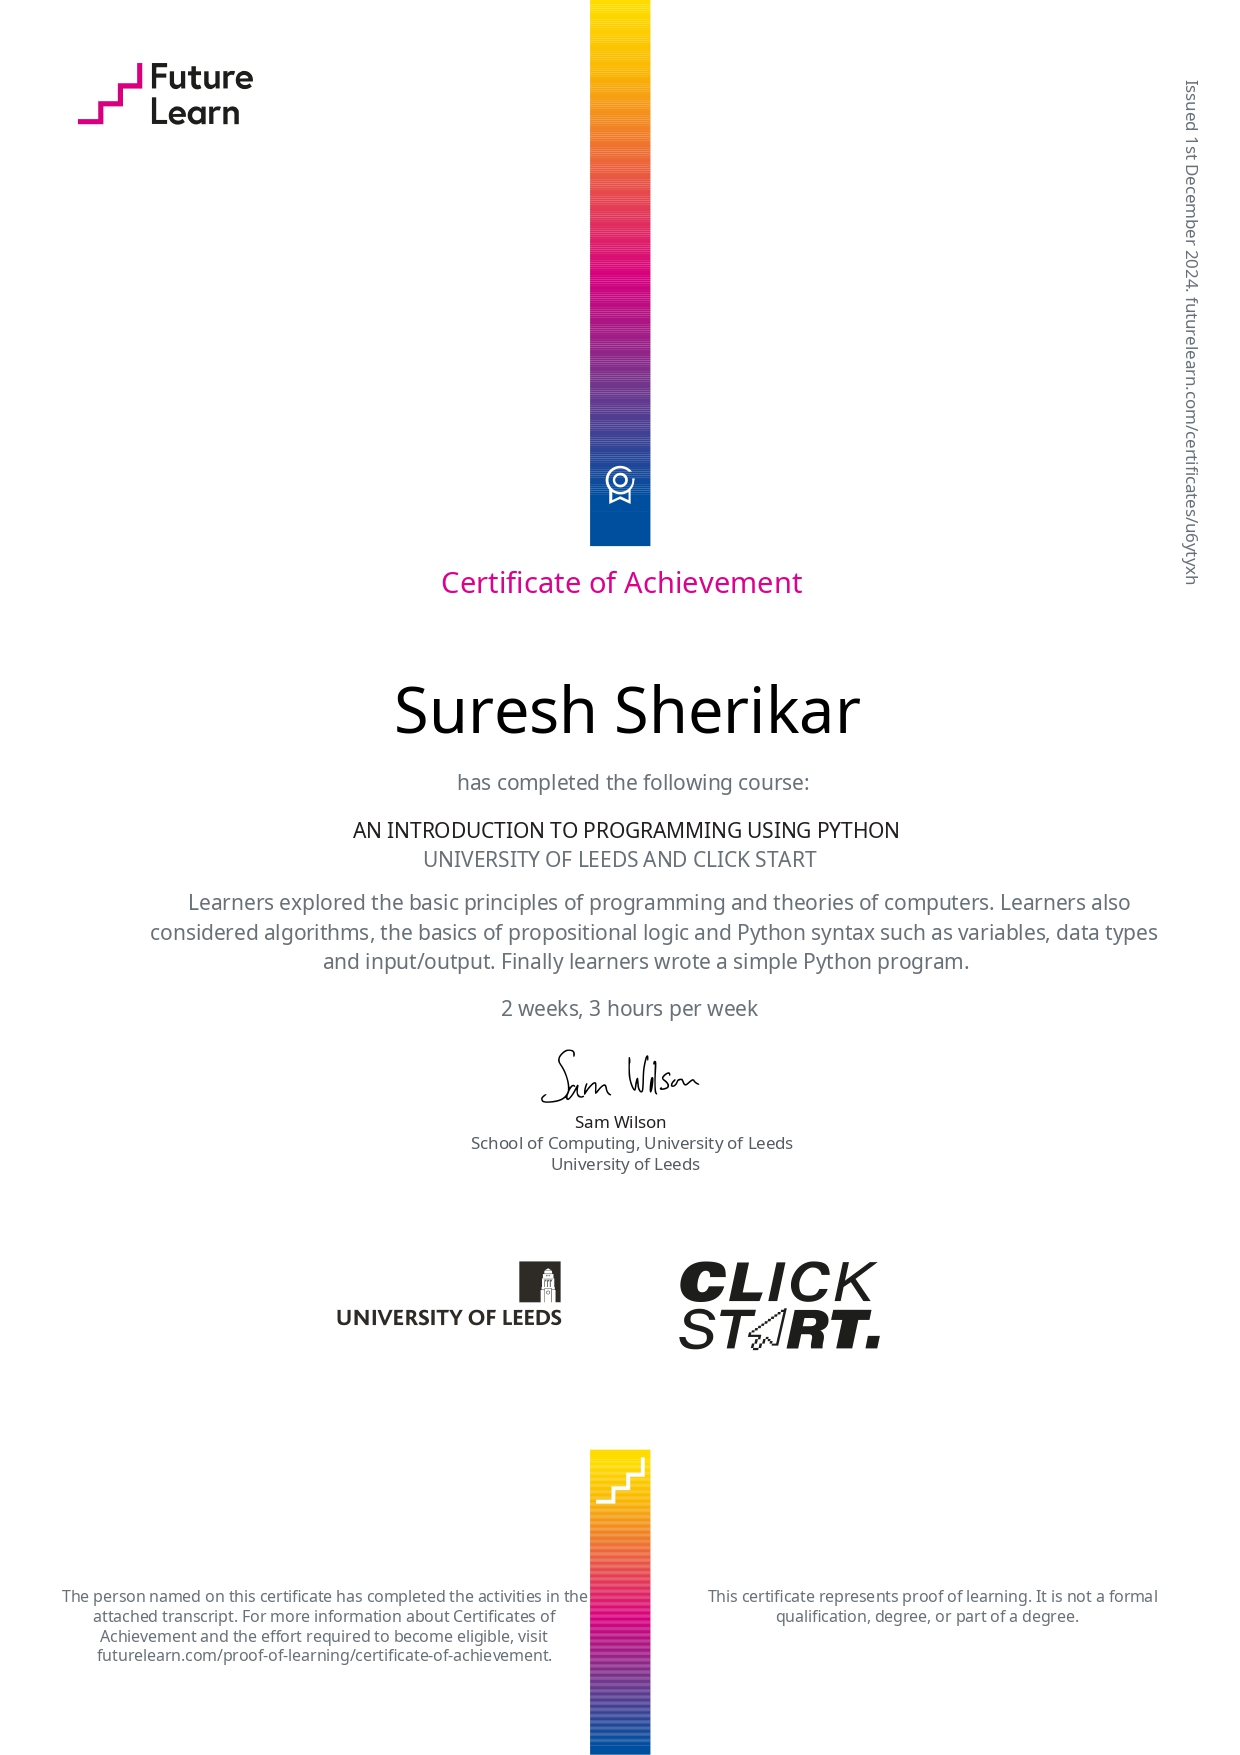 Future
Learn
Issued 1st December 2024. futurelearn.com/certificates/u6ytyxh
Certificate of Achievement
Suresh Sherikar
has completed the following course:
AN INTRODUCTION TO PROGRAMMING USING PYTHON
UNIVERSITY OF LEEDS AND CLICK START
Learners explored the basic principles of programming and theories of computers. Learners also
considered algorithms, the basics of propositional logic and Python syntax such as variables, data types
and input/output. Finally learners wrote a simple Python program.
2 weeks, 3 hours per week
Sam Wilson
Sam Wilson
School of Computing, University of Leeds
University of Leeds
UNIVERSITY OF LEEDS
CLICK
START.
The person named on this certificate has completed the activities in the
attached transcript. For more information about Certificates of
Achievement and the effort required to become eligible, visit
futurelearn.com/proof-of-learning/certificate-of-achievement.
This certificate represents proof of learning. It is not a formal
qualification, degree, or part of a degree.